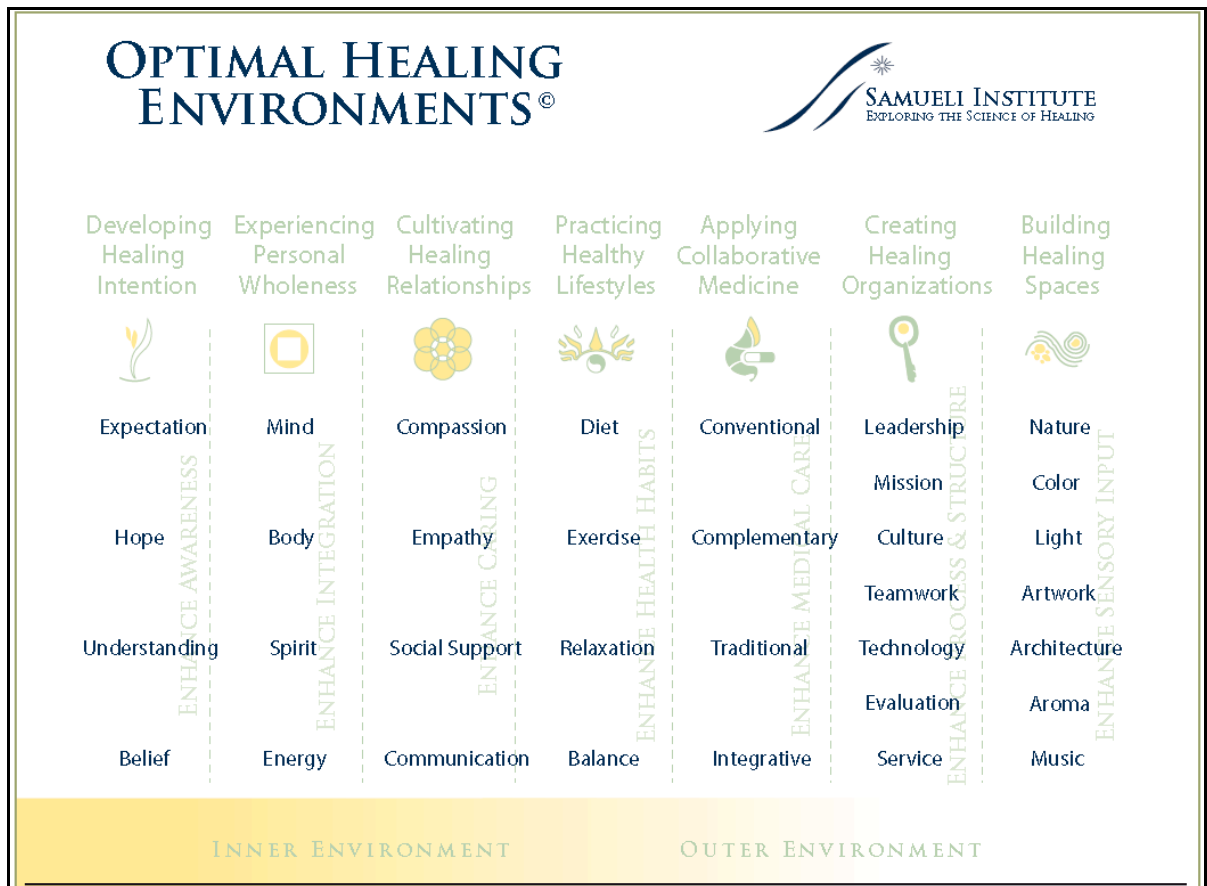 OPTIMAL HEALING
ENVIRONMENTS©
SAMUELI INSTITUTE
EXPLORING THE SCIENCE OF HEALING
Developing
Healing
Intention
Experiencing
Personal
Wholeness
Cultivating
Healing
Relationships
Practicing
Healthy
Lifestyles
Applying
Collaborative
Medicine
Creating
Healing
Organizations
Building
Healing
Spaces
Expectation
Hope
Understanding
Belief
ENHANCE AWARENESS
Mind
Body
Spirit
Energy
ENHANCE INTEGRATION
Compassion
Empathy
Social Support
Communication
ENHANCE CARING
Diet
Exercise
Relaxation
Balance
ENHANCE HEALTH HABITS
Conventional
Complementary
Traditional
Integrative
ENHANCE MEDICAL CARE
Leadership
Mission
Culture
Teamwork
Technology
Evaluation
Service
ENHANCE PROCESS & STRUCTURE
Nature
Color
Light
Artwork
Architecture
Aroma
Music
ENHANCE SENSORY INPUT
INNER ENVIRONMENT
OUTER ENVIRONMENT